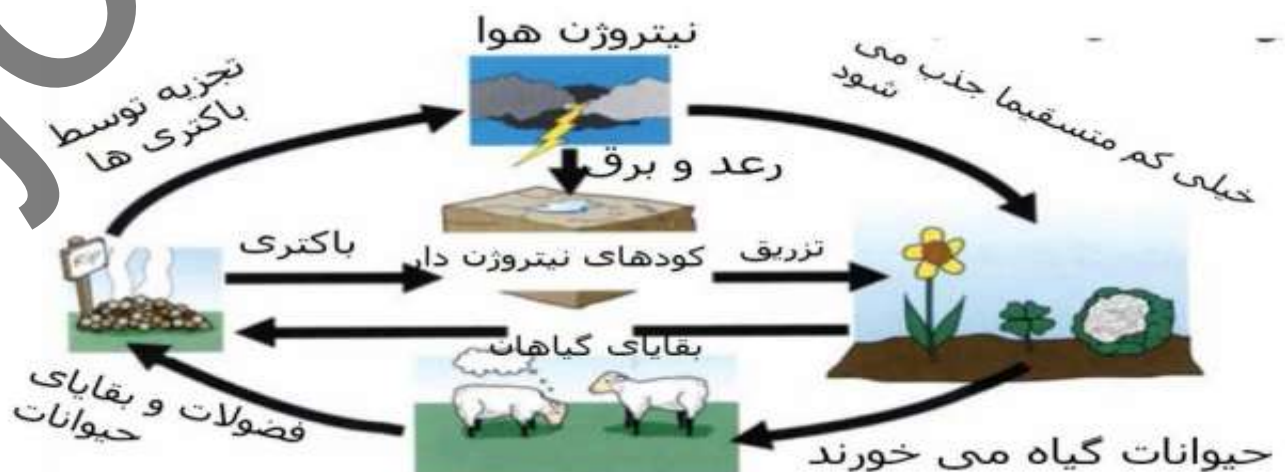 نیتروژن هوا
خیلی کم متسقیما جذب می
شود
تجزیه توسط
باکتری ها
رعد و برق
باکتری
کودهای نیتروژن دار
تزریق
بقایای گیاهان
فضولات و بقایای
حیوانات
حیوانات گیاه می خورند